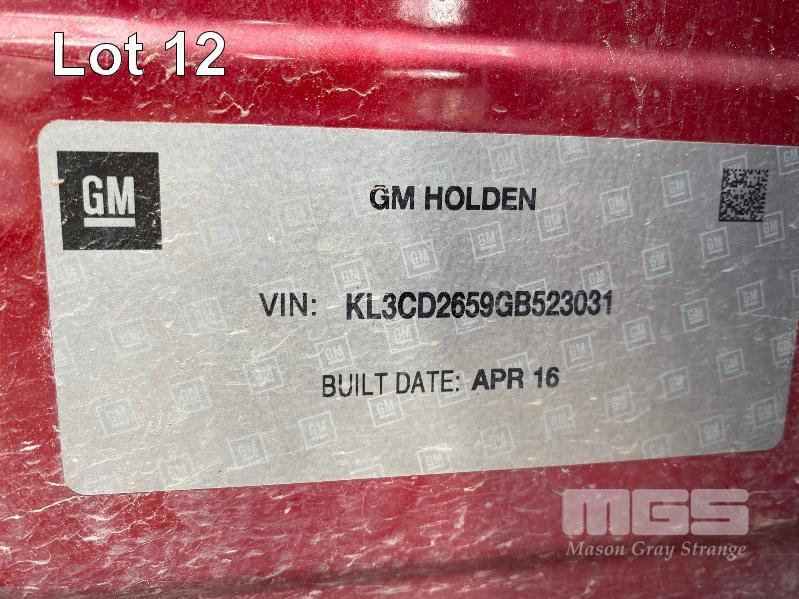 Lot 12
GM
GM HOLDEN
VIN: KL3CD2659GB523031
BUILT DATE: APR 16
MGS
Mason Gray Strange